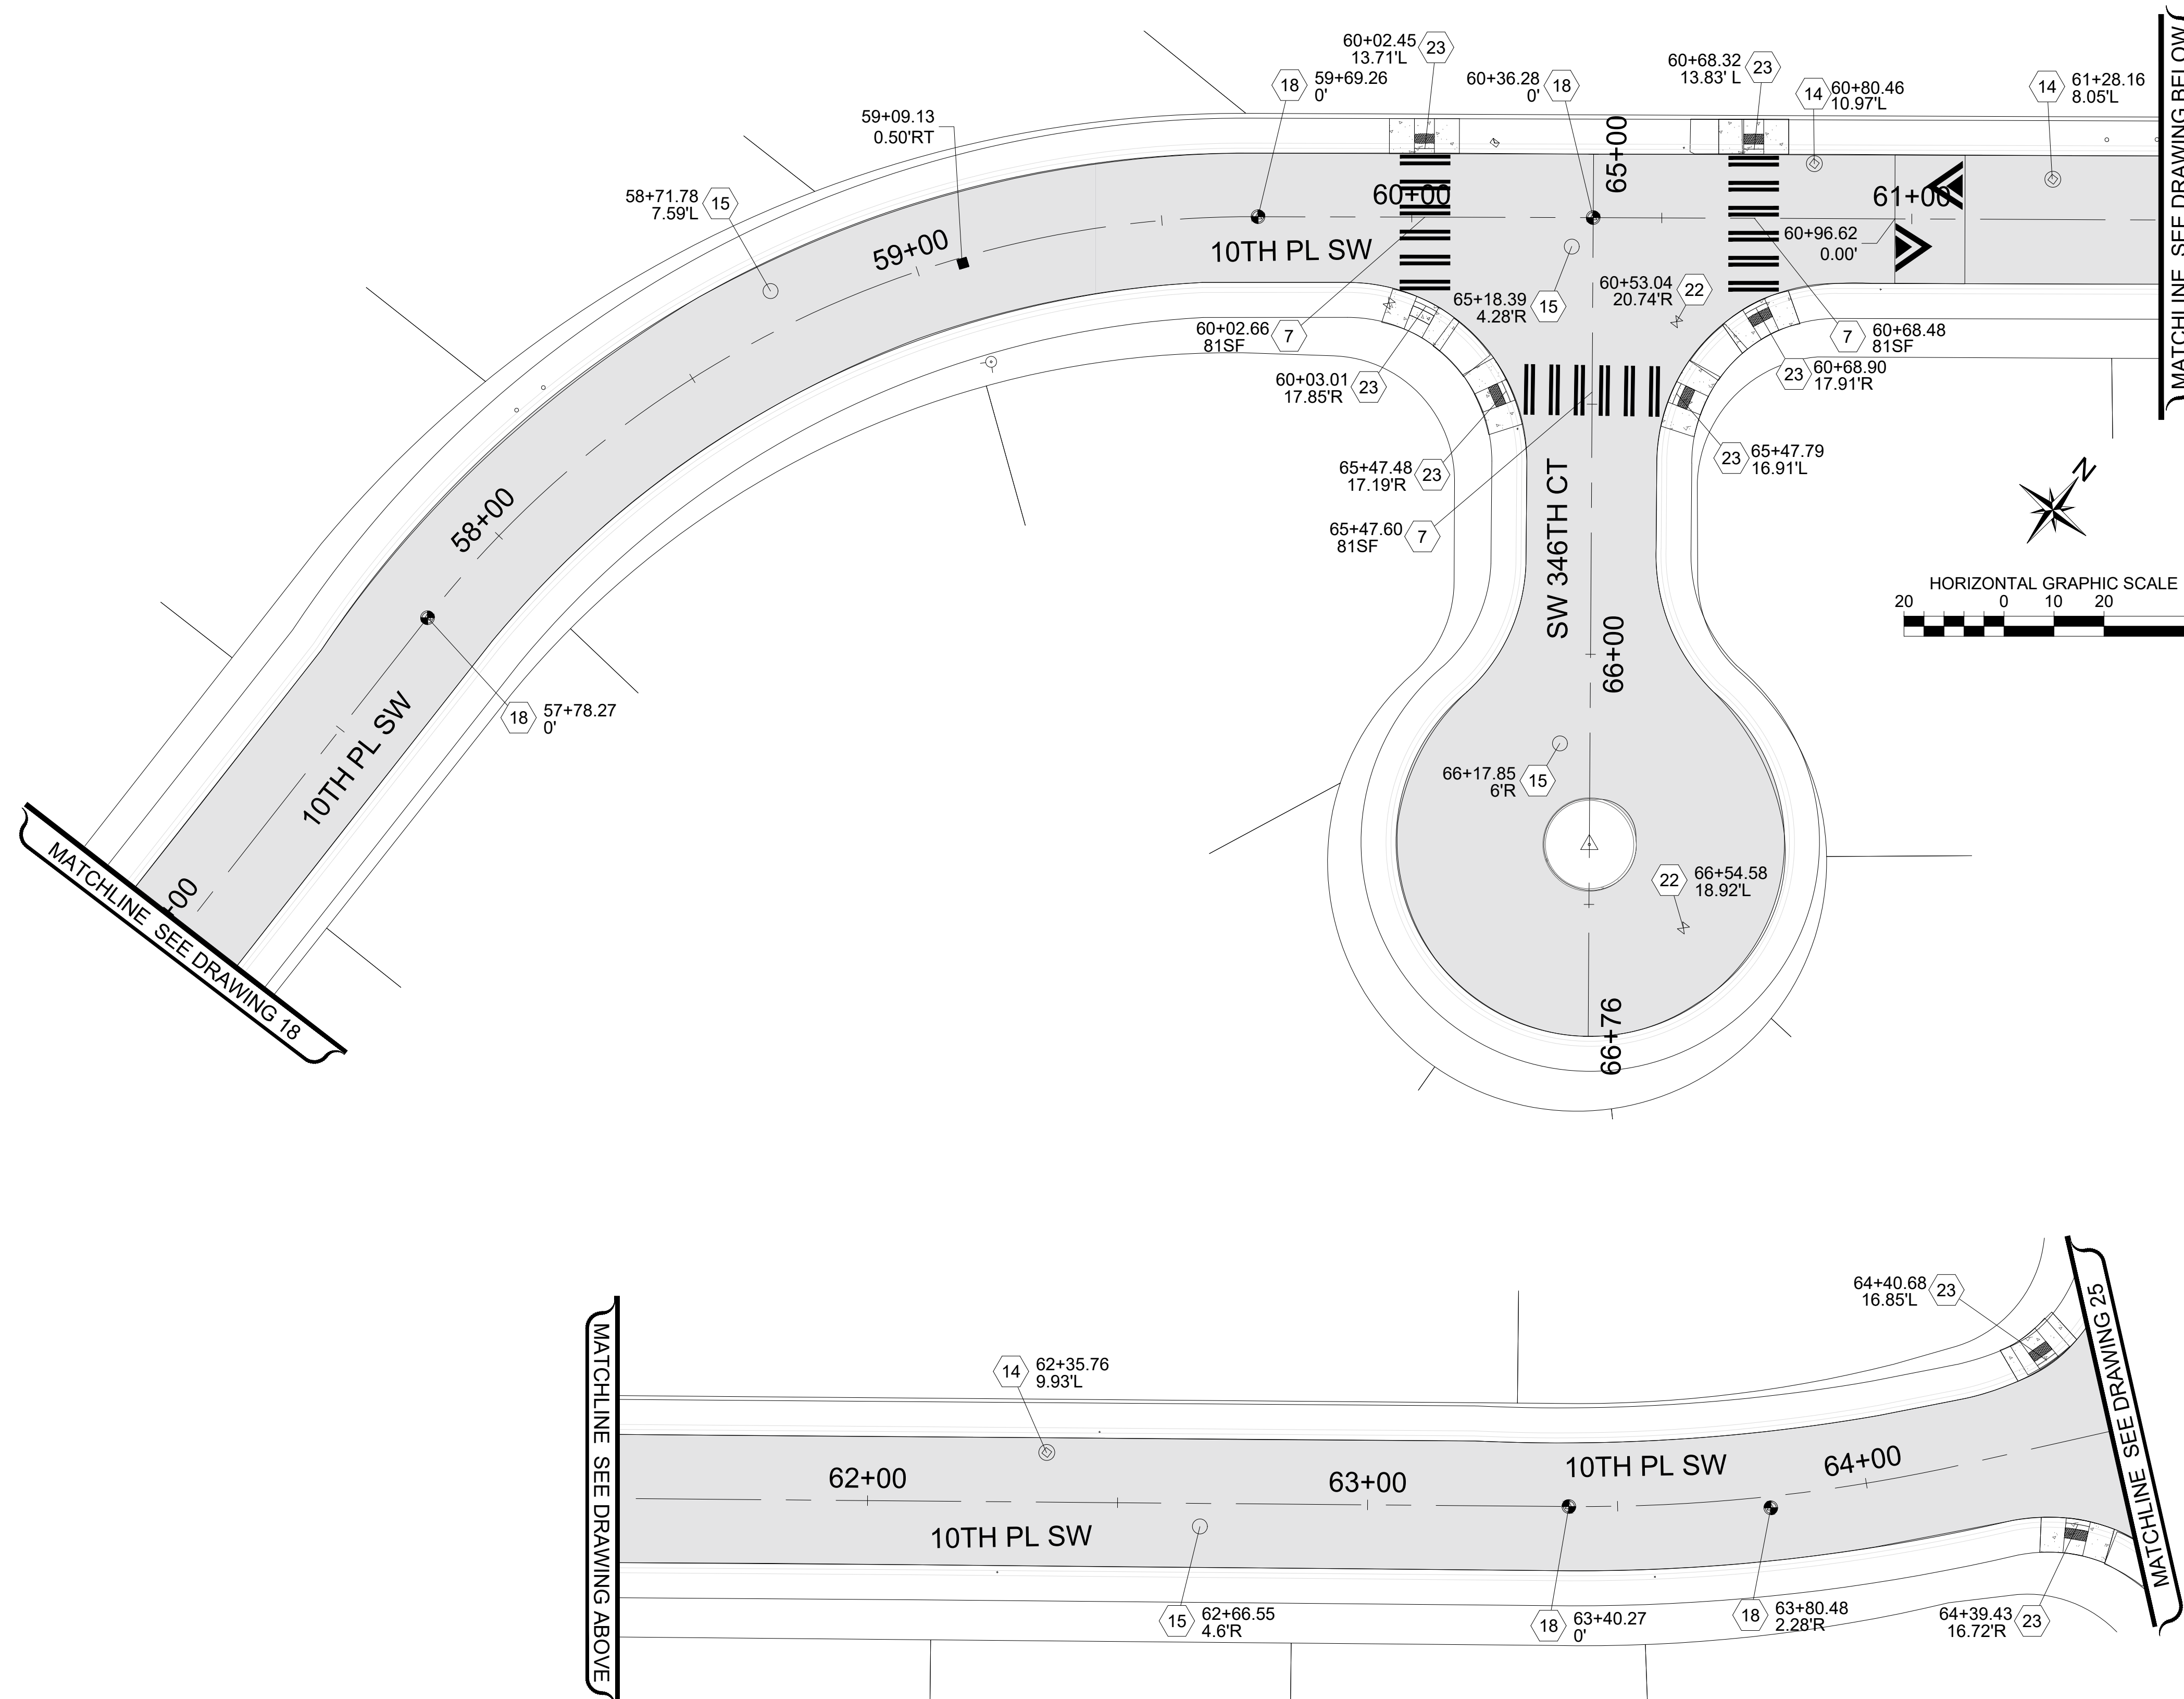 60+02.45
13.71'L
23
18
59+69.26
0'
60+36.28
0'
18
60+68.32
13.83' L
23
14
60+80.46
10.97'L
14
61+28.16
8.05'L
MATCHLINE SEE DRAWING BELOW
59+09.13
0.50'RT
58+71.78
7.59'L
15
59+00
60+00
65+00
61+00
10TH PL SW
60+96.62
0.00'
65+18.39
4.28'R
15
60+53.04
20.74'R
22
60+02.66
81SF
7
7
60+68.48
81SF
60+03.01
17.85'R
23
23
60+68.90
17.91'R
65+47.48
17.19'R
23
23
65+47.79
16.91'L
65+47.60
81SF
7
SW 346TH CT
N
HORIZONTAL GRAPHIC SCALE
20 0 10 20
58+00
66+00
18
57+78.27
0'
10TH PL SW
66+17.85
6'R
15
22
66+54.58
18.92'L
+00
MATCHLINE SEE DRAWING 18
66+76
64+40.68
16.85'L
23
MATCHLINE SEE DRAWING 25
MATCHLINE SEE DRAWING ABOVE
14
62+35.76
9.93'L
62+00
63+00
10TH PL SW
64+00
10TH PL SW
15
62+66.55
4.6'R
18
63+40.27
0'
18
63+80.48
2.28'R
64+39.43
16.72'R
23